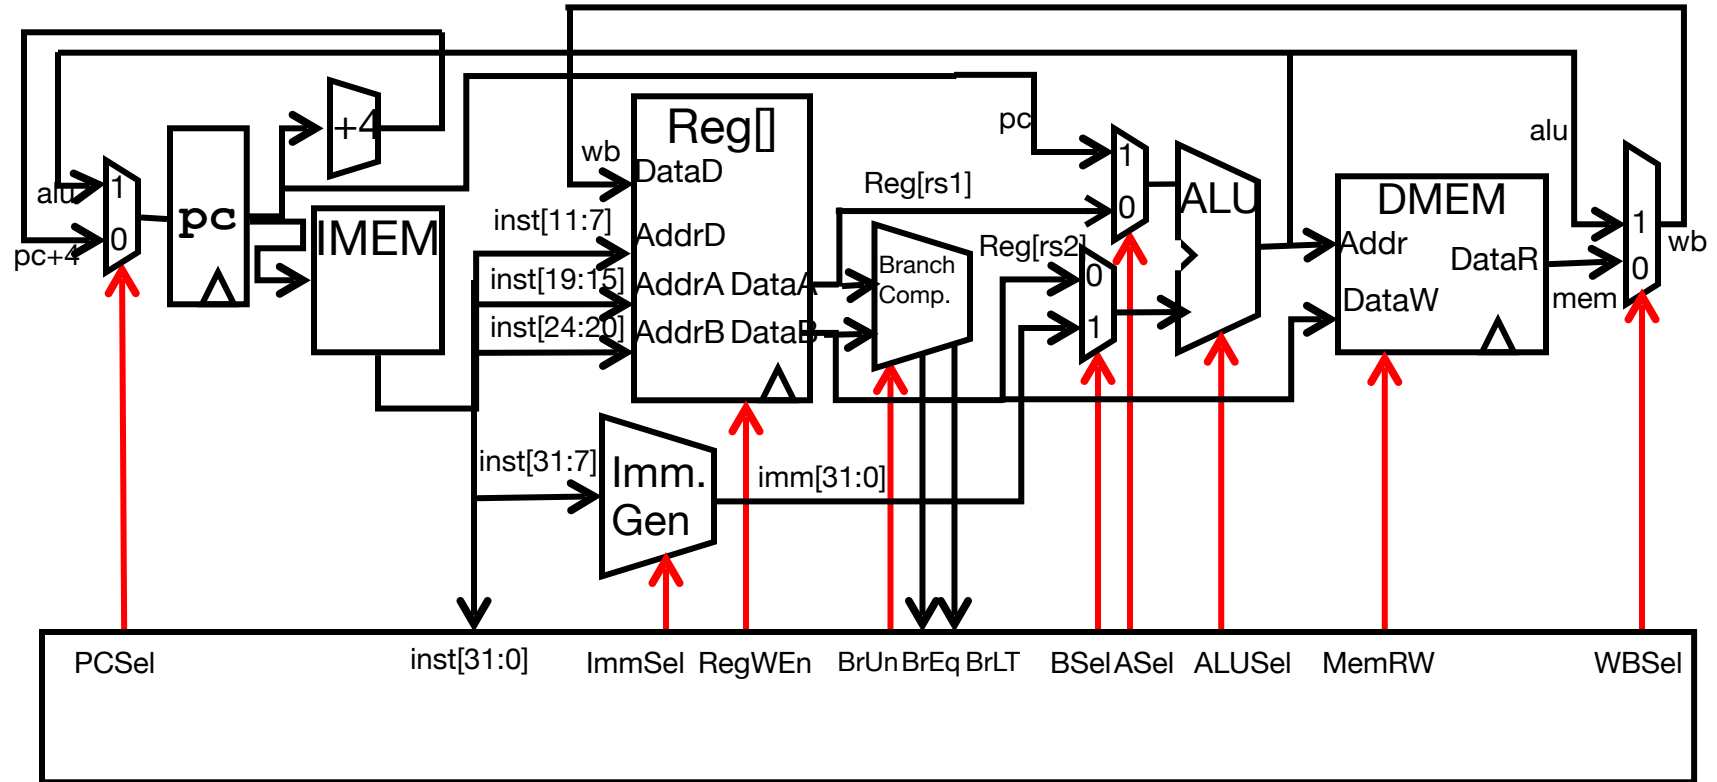 +4
Reg[]
pc
alu
wb
DataD
1
1
alu
Reg[rs1]
pc
IMEM
inst[11:7]
AddrD
0
ALU
DMEM
1
0
pc+4
inst[19:15]
AddrA DataA
Branch
Comp.
Reg[rs2]
0
Addr
DataR
wb
0
mem
inst[24:20]
AddrB DataB
1
DataW
inst[31:7]
Imm.
Gen
imm[31:0]
PCSel
inst[31:0]
ImmSel
RegWEn
BrUn
BrEq
BrLT
BSel
ASel
ALUSel
MemRW
WBSel